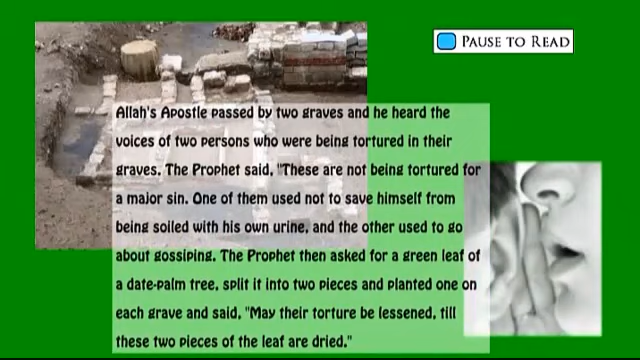 PAUSE TO READ
Allah's Apostle passed by two graves and he heard the
voices of two persons who were being tortured in their
graves. The Prophet said, "These are not being tortured for
a major sin. One of them used not to save himself from
being soiled with his own urine, and the other used to go
about gossiping. The Prophet then asked for a green leaf of
a date-palm tree, split it into two pieces and planted one on
each grave and said, "May their torture be lessened, till
these two pieces of the leaf are dried."